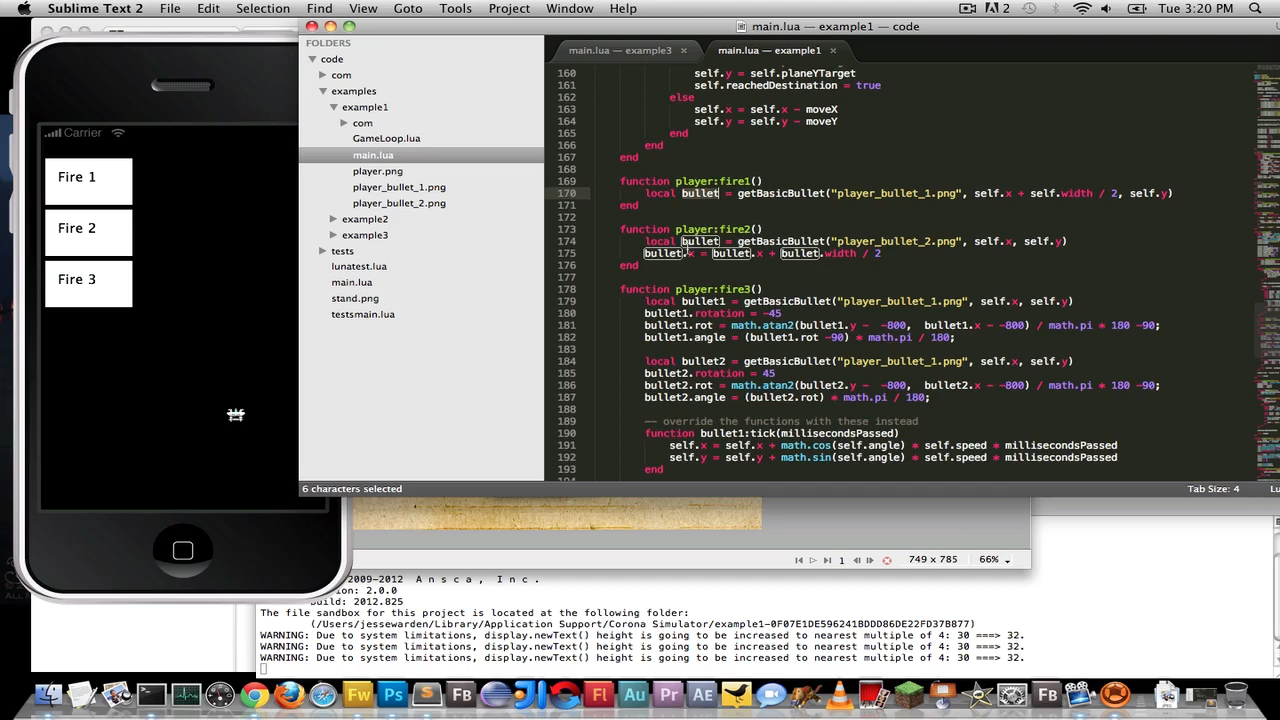 Sublime Text 2 File Edit Selection Find View Goto Tools Project Window Help
2 Tue 3:20 PM
main.lua — example1 — code
FOLDERS
code
com
examples
example1
com
GameLoop.lua
main.lua
player.png
player_bullet_1.png
player_bullet_2.png
example2
example3
tests
lunatest.lua
main.lua
stand.png
testsmain.lua
main.lua — example3 main.lua — example1
160 self.y = self.planeYTarget
161 self.reachedDestination = true
162 else
163 self.x = self.x - moveX
164 self.y = self.y - moveY
165 end
166 end
167 end
168
169 function player:fire1()
170 local bullet = getBasicBullet("player_bullet_1.png", self.x + self.width / 2, self.y)
171 end
172
173 function player:fire2()
174 local bullet = getBasicBullet("player_bullet_2.png", self.x, self.y)
175 bullet.x = bullet.x + bullet.width / 2
176 end
177
178 function player:fire3()
179 local bullet1 = getBasicBullet("player_bullet_1.png", self.x, self.y)
180 bullet1.rotation = -45
181 bullet1.rot = math.atan2(bullet1.y - -800, bullet1.x - -800) / math.pi * 180 -90;
182 bullet1.angle = (bullet1.rot -90) * math.pi / 180;
183
184 local bullet2 = getBasicBullet("player_bullet_1.png", self.x, self.y)
185 bullet2.rotation = 45
186 bullet2.rot = math.atan2(bullet2.y - -800, bullet2.x - -800) / math.pi * 180 -90;
187 bullet2.angle = (bullet2.rot) * math.pi / 180;
188
189 -- override the functions with these instead
190 function bullet1:tick(millisecondsPassed)
191 self.x = self.x + math.cos(self.angle) * self.speed * millisecondsPassed
192 self.y = self.y + math.sin(self.angle) * self.speed * millisecondsPassed
193 end
6 characters selected Tab Size: 4
Carrier
Fire 1
Fire 2
Fire 3
1 749 x 785 66%
2009-2012 Ansca, Inc.
2.0.0
Build: 2012.825
The file sandbox for this project is located at the following folder:
(/Users/jessewarden/Library/Application Support/Corona Simulator/example1-0F07E1DE596241BDDD86DE22FD37B877)
WARNING: Due to system limitations, display.newText() height is going to be increased to nearest multiple of 4: 30 ===> 32.
WARNING: Due to system limitations, display.newText() height is going to be increased to nearest multiple of 4: 30 ===> 32.
WARNING: Due to system limitations, display.newText() height is going to be increased to nearest multiple of 4: 30 ===> 32.
Fw Ps S FB Fl Au Pr AE FB